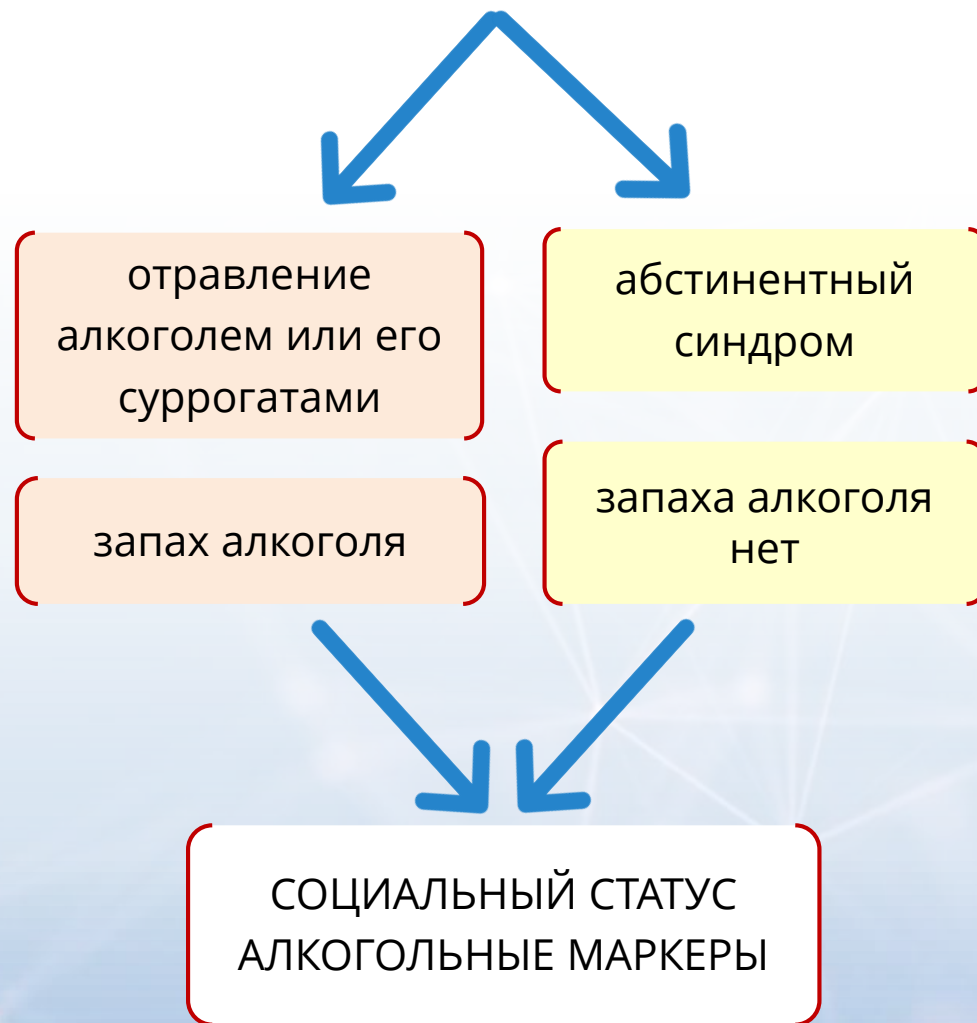 отравление
алкоголем или его
суррогатами
абстинентный
синдром
запах алкоголя
запаха алкоголя
нет
СОЦИАЛЬНЫЙ СТАТУС
АЛКОГОЛЬНЫЕ МАРКЕРЫ